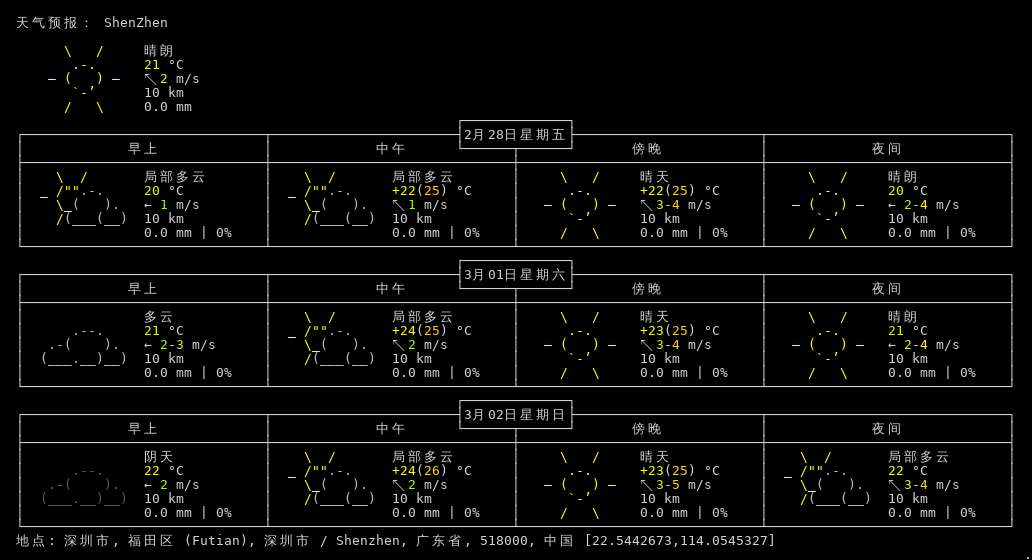 天气预报： ShenZhen
晴朗
21 °C
↖ 2 m/s
10 km
0.0 mm
2月28日星期五
早上 中午 傍晚 夜间
局部多云 局部多云 晴天 晴朗
20 °C +22(25) °C +22(25) °C 20 °C
← 1 m/s ↖ 1 m/s ↖ 3-4 m/s ← 2-4 m/s
10 km 10 km 10 km 10 km
0.0 mm | 0% 0.0 mm | 0% 0.0 mm | 0% 0.0 mm | 0%
3月01日星期六
早上 中午 傍晚 夜间
多云 局部多云 晴天 晴朗
21 °C +24(25) °C +23(25) °C 21 °C
← 2-3 m/s ↖ 2 m/s ↖ 3-4 m/s ← 2-4 m/s
10 km 10 km 10 km 10 km
0.0 mm | 0% 0.0 mm | 0% 0.0 mm | 0% 0.0 mm | 0%
3月02日星期日
早上 中午 傍晚 夜间
阴天 局部多云 晴天 局部多云
22 °C +24(26) °C +23(25) °C 22 °C
← 2 m/s ↖ 2 m/s ↖ 3-5 m/s ↖ 3-4 m/s
10 km 10 km 10 km 10 km
0.0 mm | 0% 0.0 mm | 0% 0.0 mm | 0% 0.0 mm | 0%
地点: 深圳市, 福田区 (Futian), 深圳市 / Shenzhen, 广东省, 518000, 中国 [22.5442673,114.0545327]